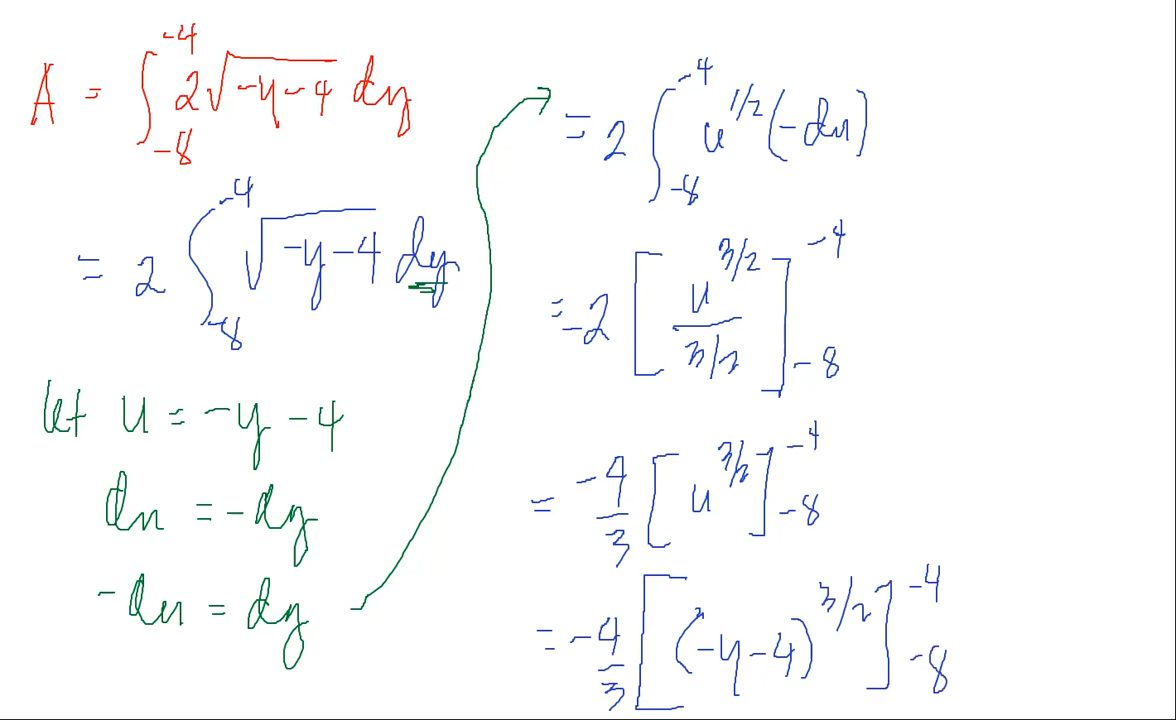 A = ∫_{-8}^{-4} 2√(-y-4) dy
= 2 ∫_{-8}^{-4} √(-y-4) dy
let u = -y - 4
du = -dy
-du = dy
= 2 ∫_{-8}^{-4} u^{1/2} (-du)
= -2 [u^{3/2} / 3/2]_{-8}^{-4}
= -4/3 [u^{3/2}]_{-8}^{-4}
= -4/3 [(-y-4)^{3/2}]_{-8}^{-4}